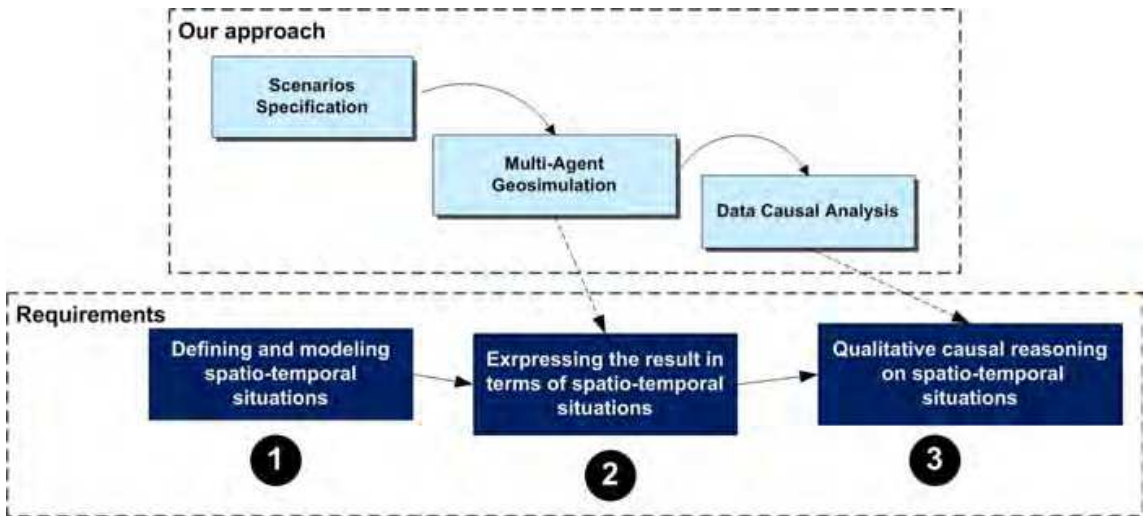 Our approach
Scenarios
Specification
Multi-Agent
Geosimulation
Data Causal Analysis
Requirements
Defining and modeling
spatio-temporal
situations
Exrpressing the result in
terms of spatio-temporal
situations
Qualitative causal reasoning
on spatio-temporal
situations
1
2
3